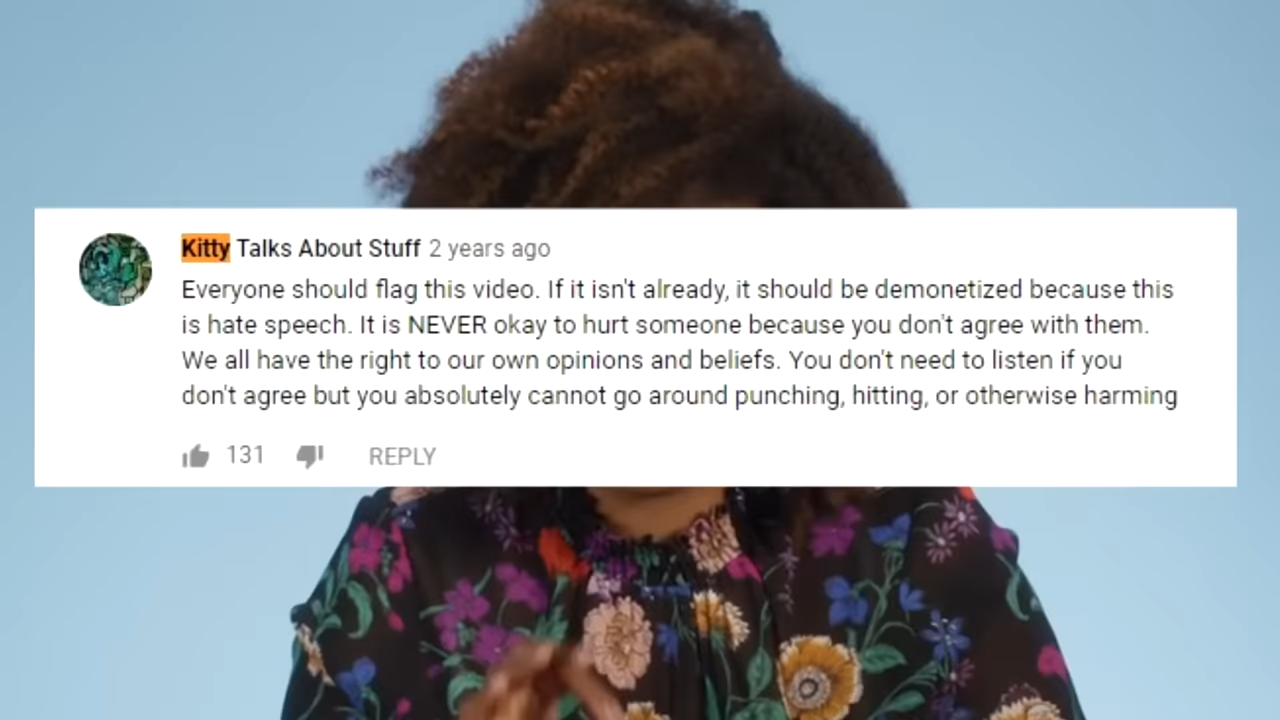 Kitty Talks About Stuff 2 years ago
Everyone should flag this video. If it isn't already, it should be demonetized because this
is hate speech. It is NEVER okay to hurt someone because you don't agree with them.
We all have the right to our own opinions and beliefs. You don't need to listen if you
don't agree but you absolutely cannot go around punching, hitting, or otherwise harming
131 REPLY